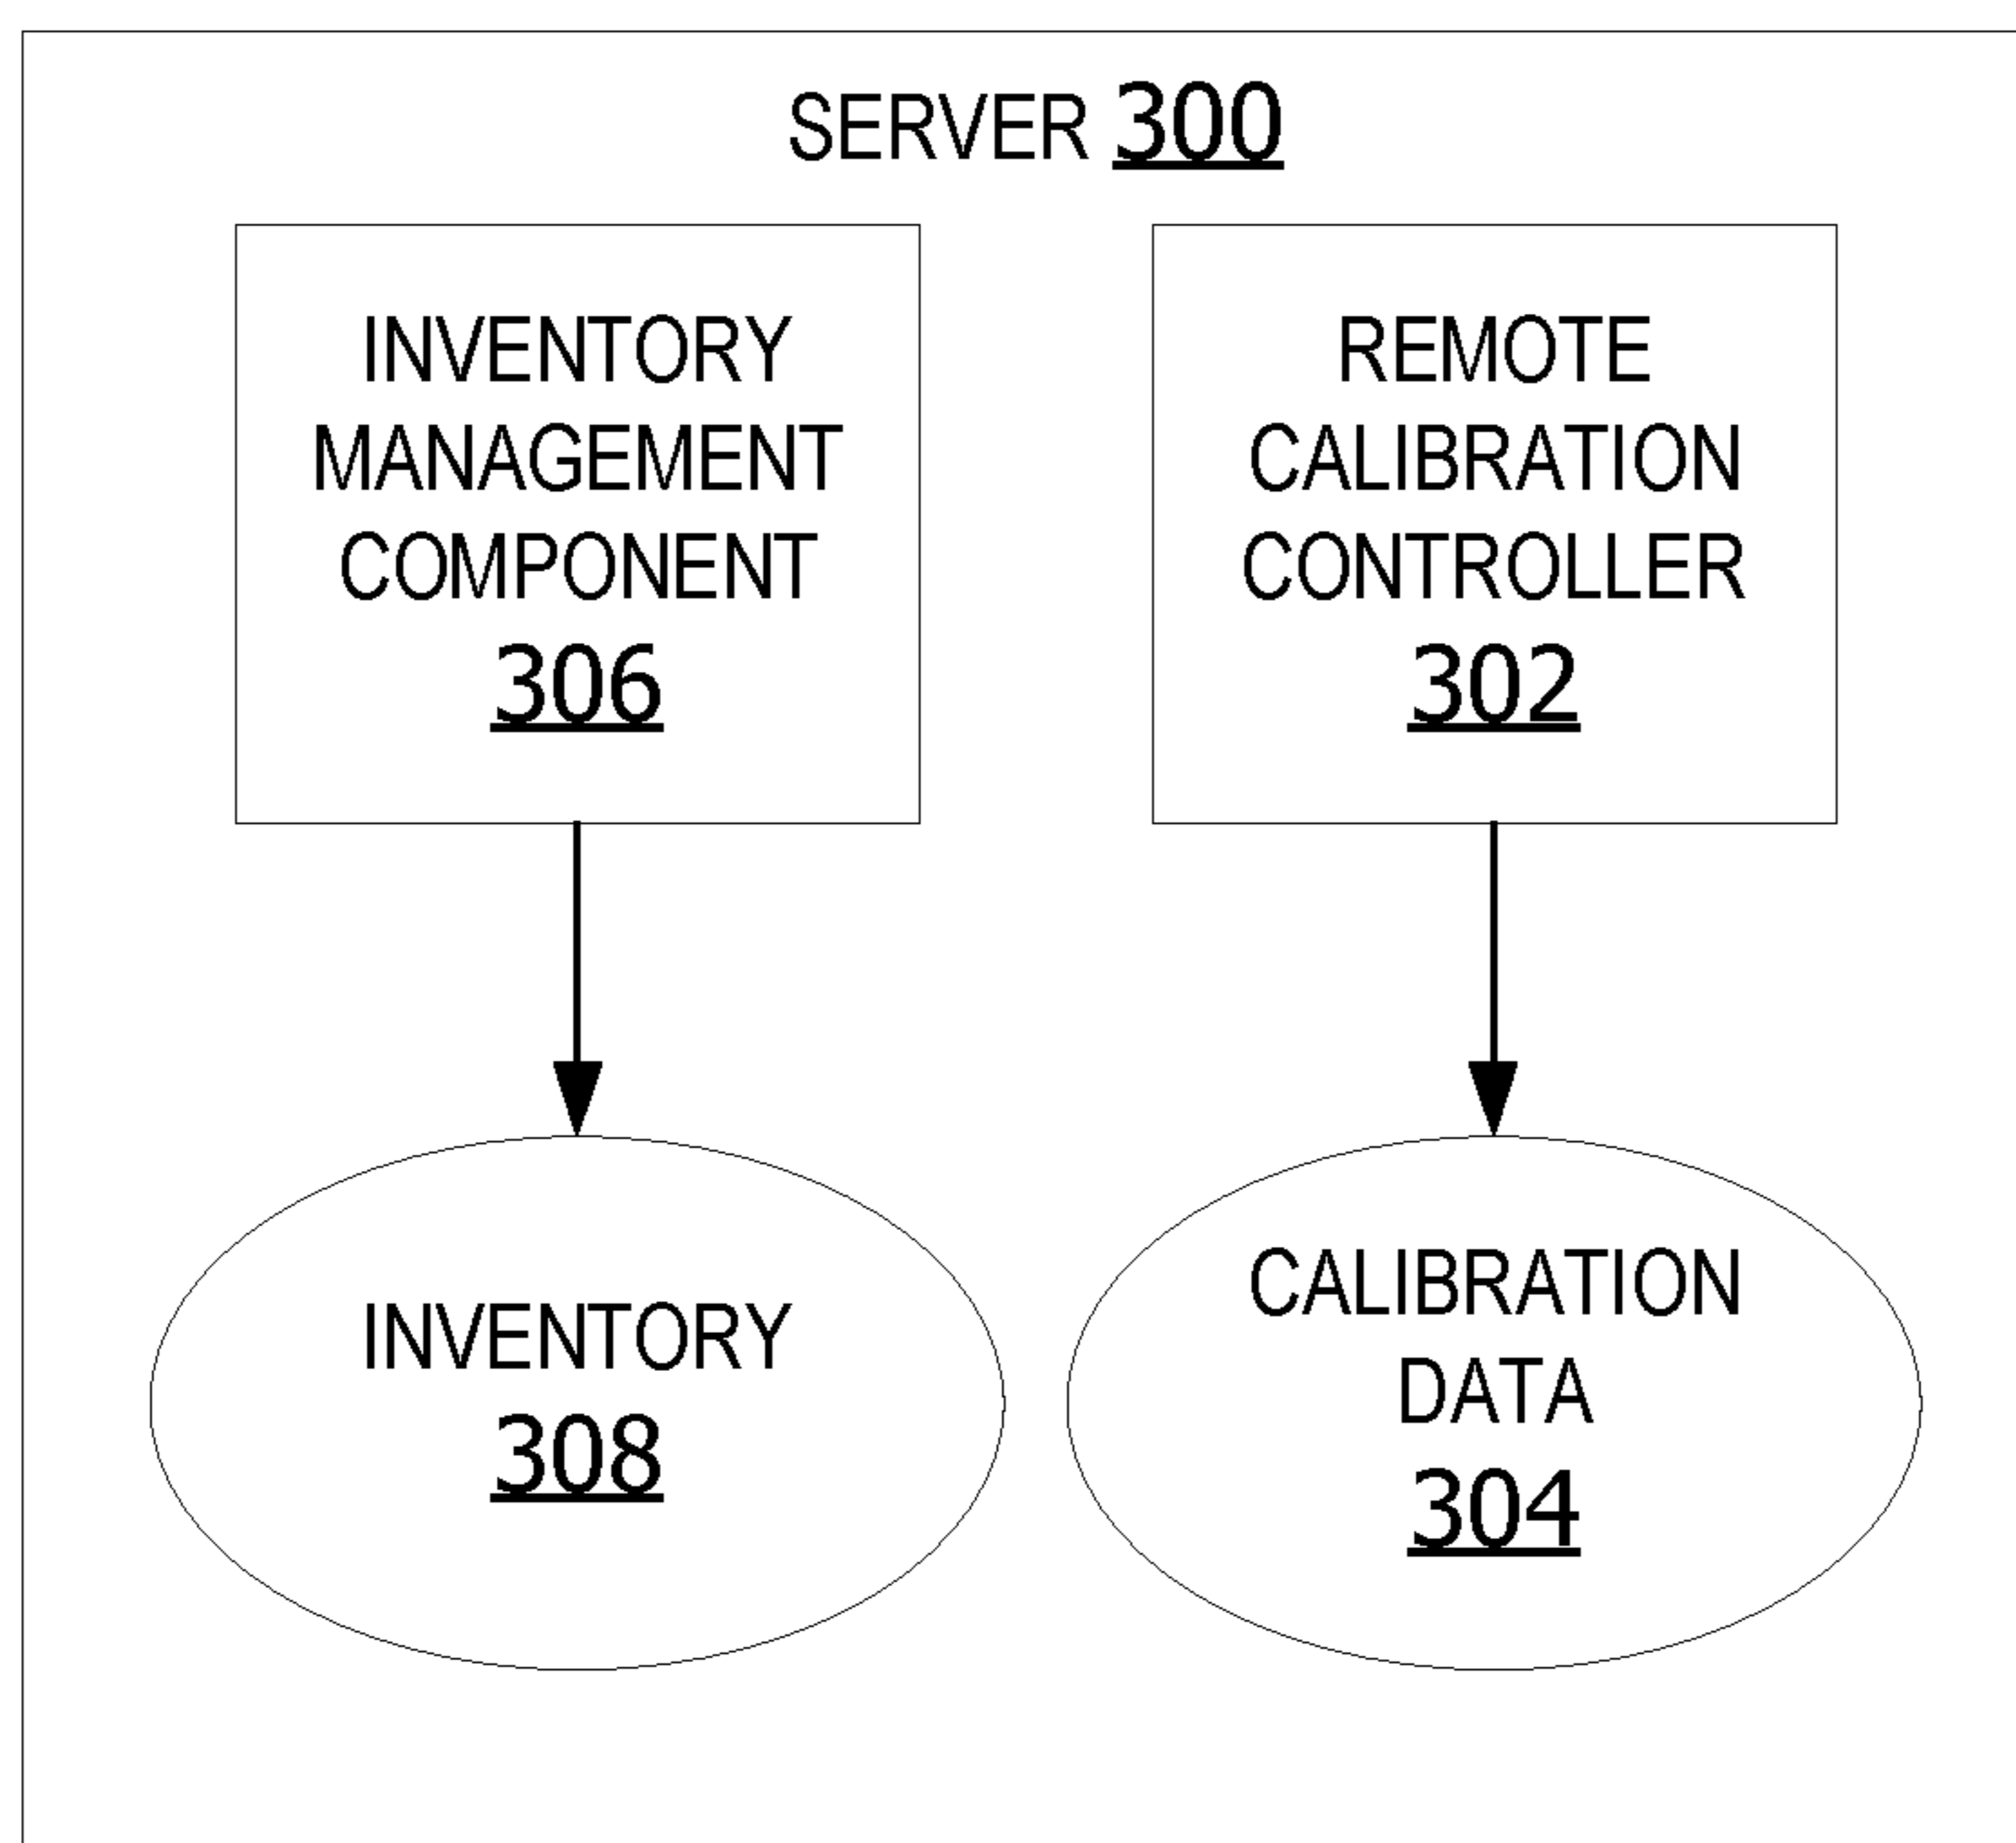 SERVER 300
INVENTORY
MANAGEMENT
COMPONENT
306
REMOTE
CALIBRATION
CONTROLLER
302
INVENTORY
308
CALIBRATION
DATA
304